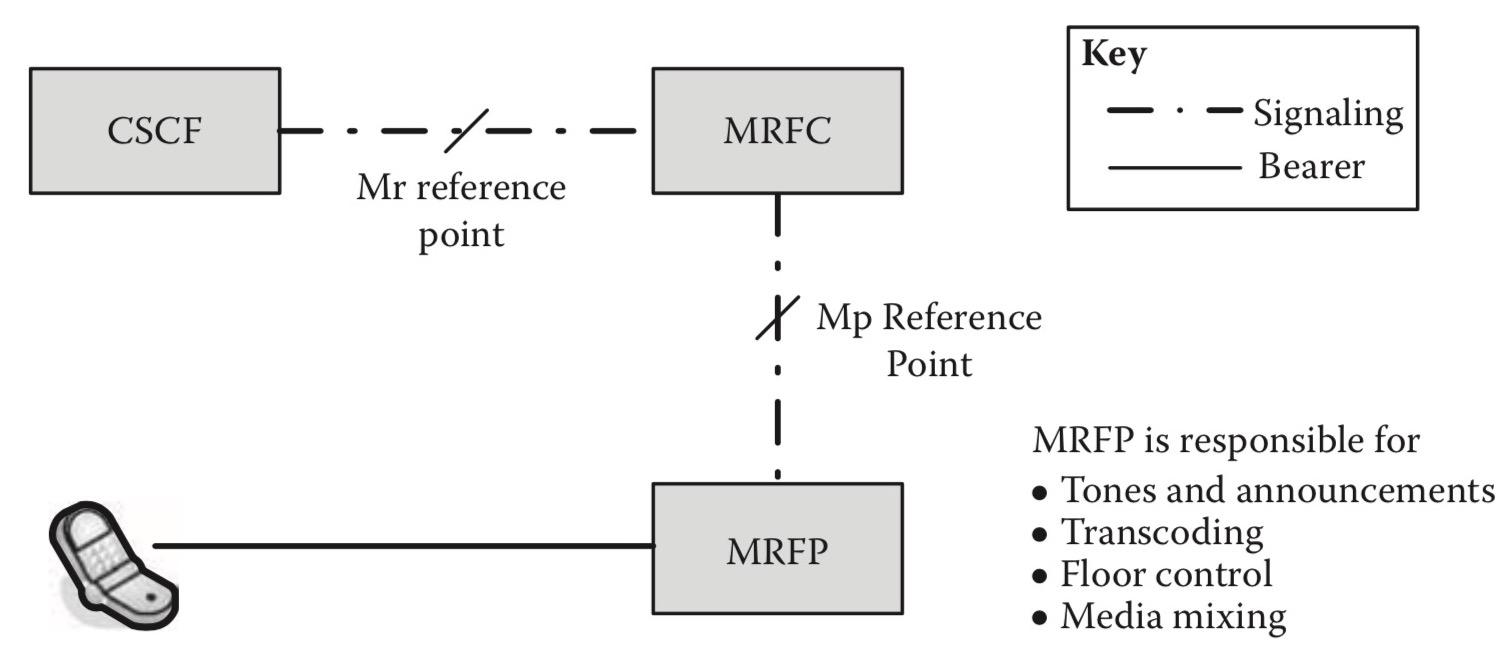 CSCF
Mr reference
point
MRFC
Key
Signaling
Bearer
Mp Reference
Point
MRFP
MRFP is responsible for
• Tones and announcements
• Transcoding
• Floor control
• Media mixing